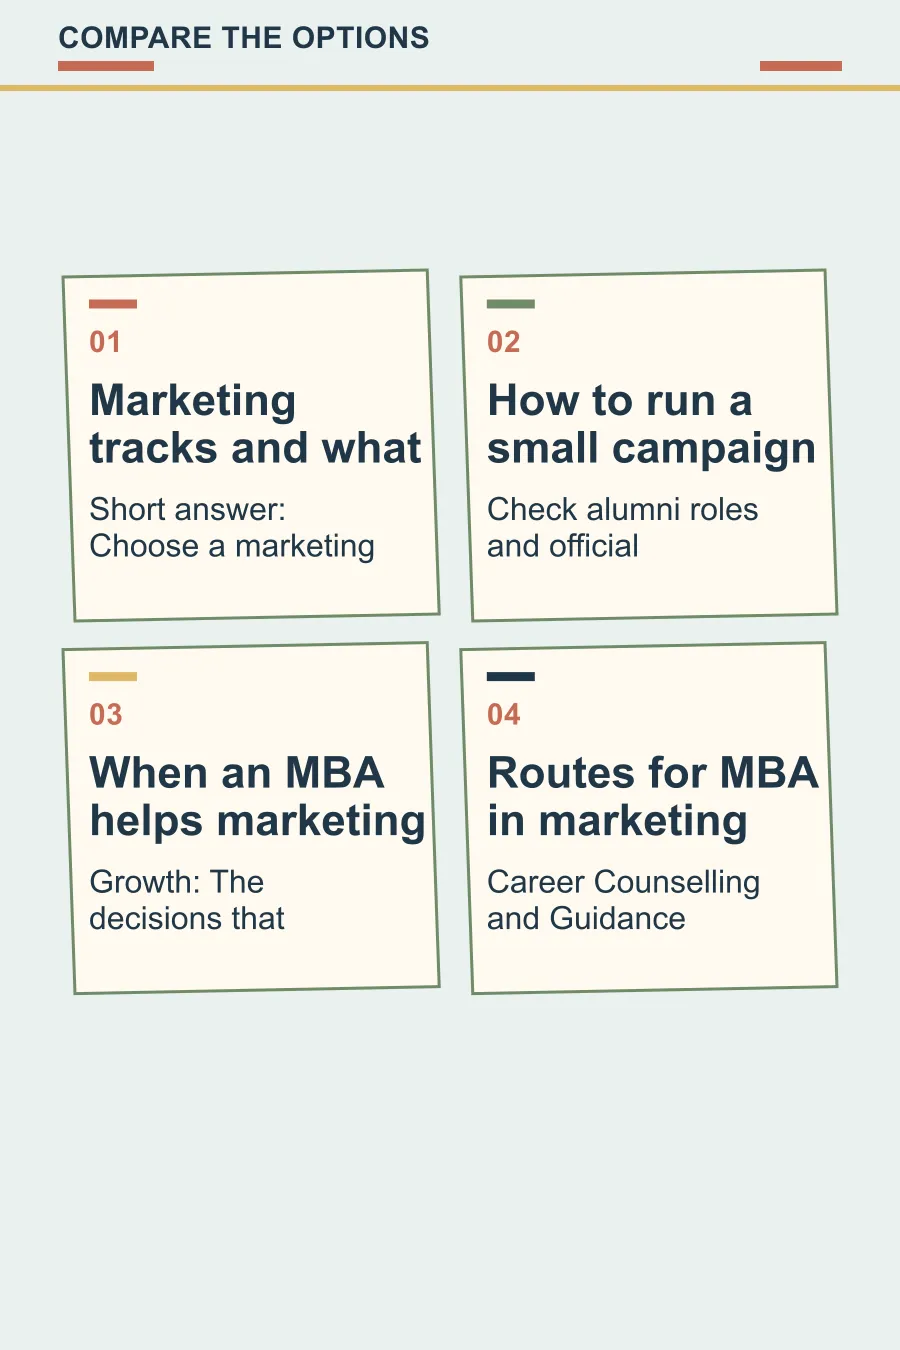 COMPARE THE OPTIONS
01
Marketing
tracks and what
Short answer:
Choose a marketing
02
How to run a
small campaign
Check alumni roles
and official
03
When an MBA
helps marketing
Growth: The
decisions that
04
Routes for MBA
in marketing
Career Counselling
and Guidance